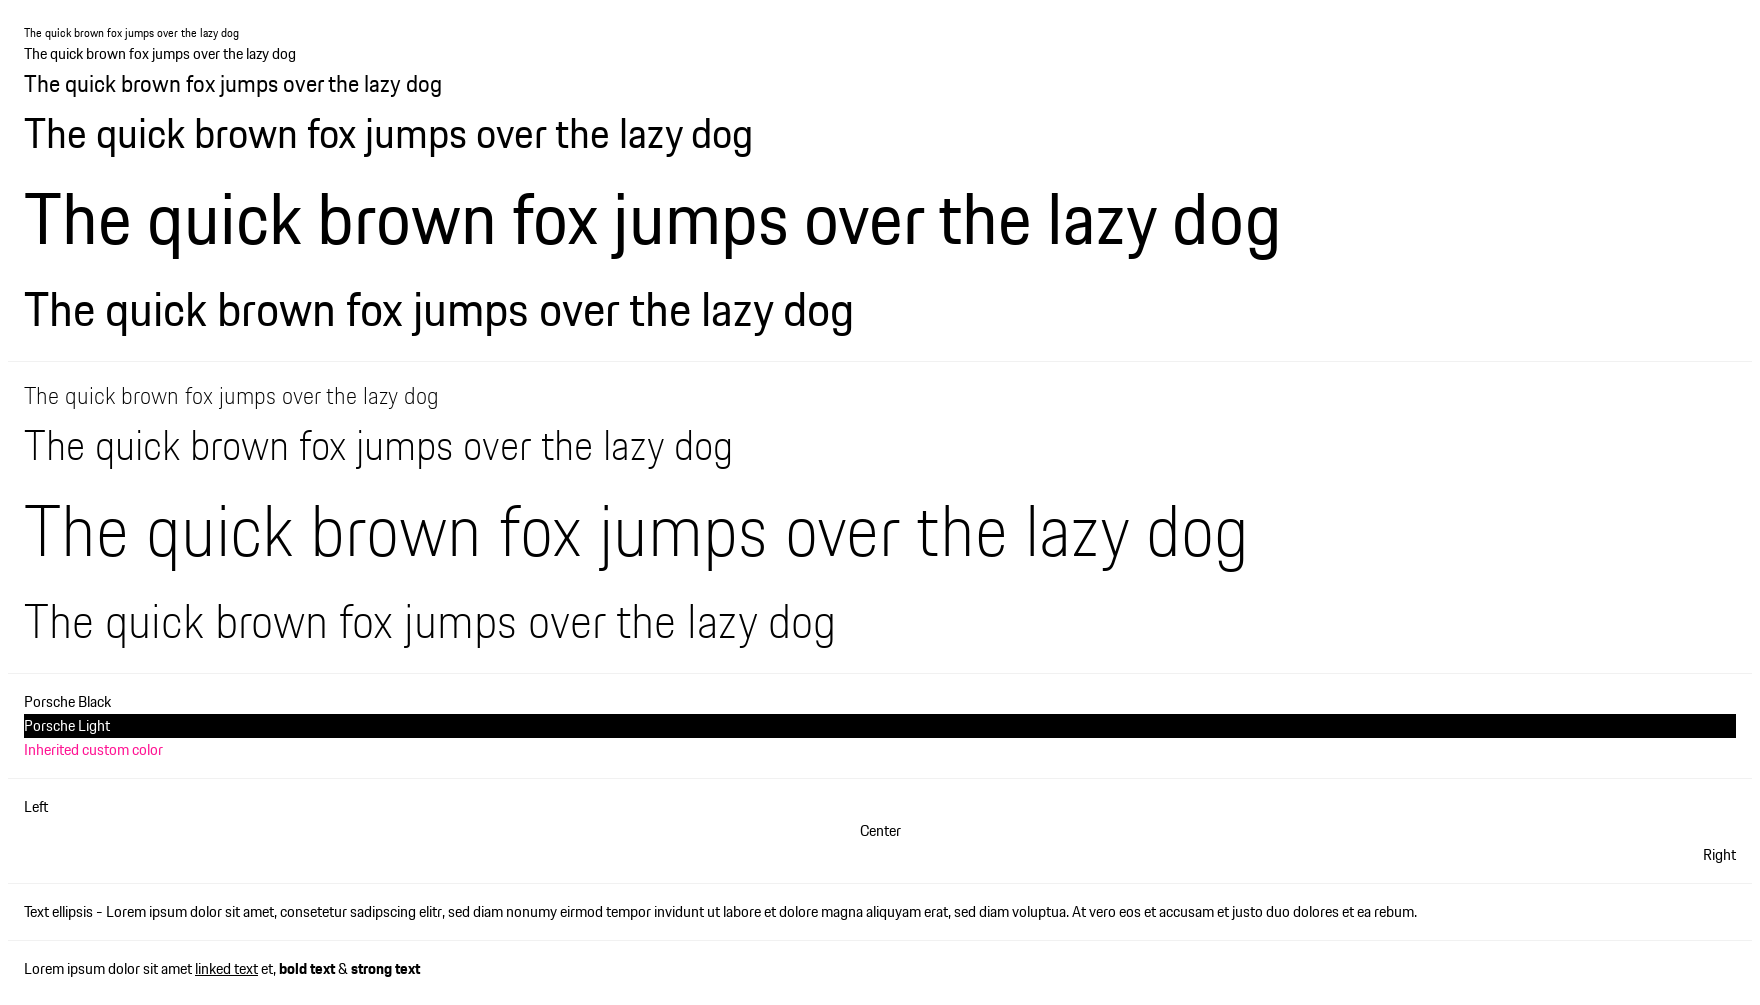 The quick brown fox jumps over the lazy dog
The quick brown fox jumps over the lazy dog
The quick brown fox jumps over the lazy dog
The quick brown fox jumps over the lazy dog
The quick brown fox jumps over the lazy dog
The quick brown fox jumps over the lazy dog
The quick brown fox jumps over the lazy dog
The quick brown fox jumps over the lazy dog
The quick brown fox jumps over the lazy dog
The quick brown fox jumps over the lazy dog
Porsche Black
Porsche Light
Inherited custom color
Left
Center
Right
Text ellipsis - Lorem ipsum dolor sit amet, consetetur sadipscing elitr, sed diam nonumy eirmod tempor invidunt ut labore et dolore magna aliquyam erat, sed diam voluptua. At vero eos et accusam et justo duo dolores et ea rebum.
Lorem ipsum dolor sit amet linked text et, bold text & strong text